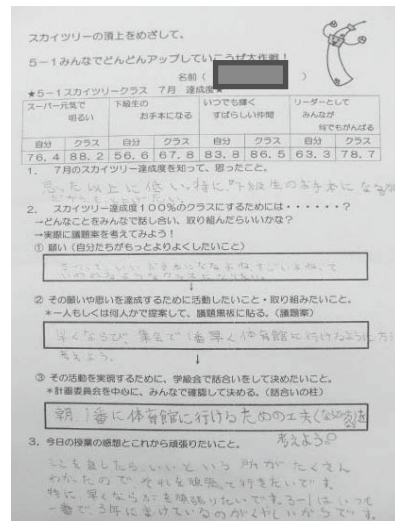 スカイツリーの頂上をめざして、
5－1みんなでどんどんアップしていこうぜ大作戦！
名前（　　　）
★5－1スカイツリークラス　7月　達成度★
スーパー元気で　明るい　下級生の　お手本になる　いつでも輝く　すばらしい仲間　リーダーとして　みんなが　何でもがんばる
自分　クラス　自分　クラス　自分　クラス　自分　クラス
76.4　88.2　56.6　67.8　83.8　86.5　63.3　78.7
1．　7月のスカイツリー達成度を知って、思ったこと。
思った以上に低い。特に下級生のお手本になる
2．　スカイツリー達成度100％のクラスにするためには・・・・・・？
→どんなことをみんなで話し合い、取り組んだらいいかな？
→実際に議題案を考えてみよう！
① 願い（自分たちがもっとよりよくしたいこと）
↓
② その願いや思いを達成するために活動したいこと・取り組みたいこと。
＊一人もしくは何人かで提案して、議題黒板に貼る。（議題案）
早くならび、集会で1番早く体育館に行けるように
考えよう。
↓
③ その活動を実現するために、学級会で話合いをして決めたいこと。
＊計画委員会を中心に、みんなで確認して決める。（話合いの柱）
朝、1番に体育館に行けるための工夫
考えよう。
3．今日の授業の感想とこれから頑張りたいこと。
ここを直したらいいという所がたくさん
わかったので、それを頑張って行きたいです。
特に、早くならぶを頑張りたいです。
一番で3年に負けているのがくやしいからです。